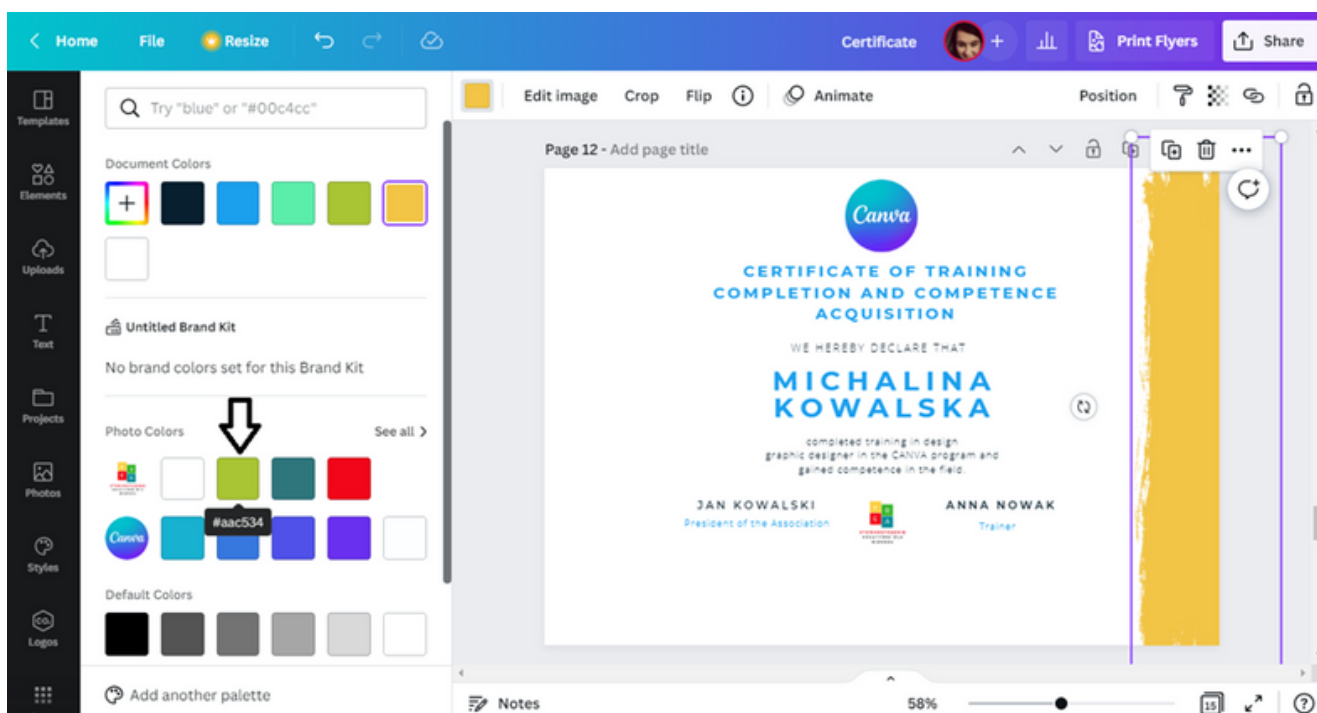 Home File Resize Certificate + Print Flyers Share
Templates
Elements
Uploads
Text
Projects
Photos
Styles
CO.
Logos
Try "blue" or "#00c4cc"
Document Colors
Untitled Brand Kit
No brand colors set for this Brand Kit
Photo Colors See all
#aac534
Canva
Default Colors
Add another palette
Edit image Crop Flip Animate Position
Page 12 - Add page title
Canva
CERTIFICATE OF TRAINING
COMPLETION AND COMPETENCE
ACQUISITION
WE HEREBY DECLARE THAT
MICHALINA
KOWALSKA
completed training in design
graphic designer in the CANVA program and
gained competence in the field.
JAN KOWALSKI
President of the Association
ANNA NOWAK
Trainer
Notes 58% 15 ?